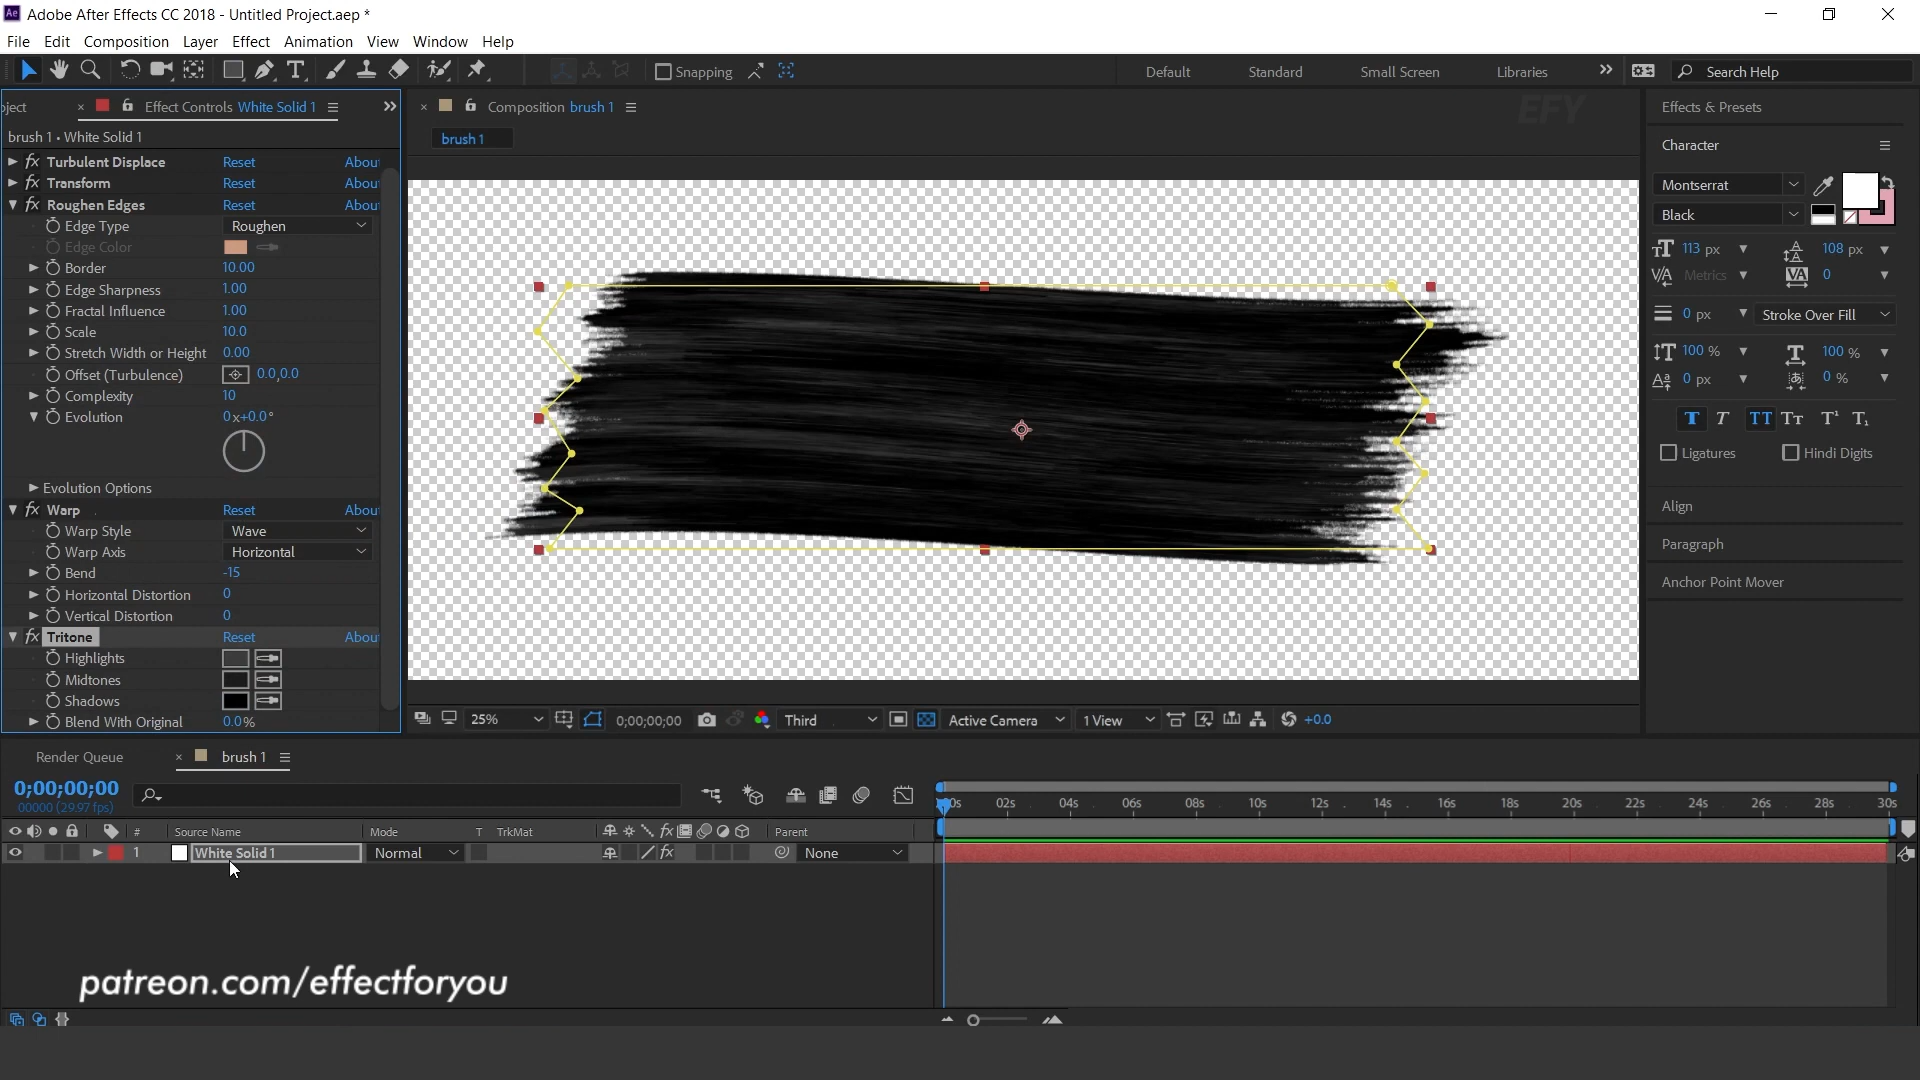 Adobe After Effects CC 2018 - Untitled Project.aep *
File Edit Composition Layer Effect Animation View Window Help
Snapping Default Standard Small Screen Libraries Search Help
oject × Effect Controls White Solid 1
× Composition brush 1
EFY
Effects & Presets
brush 1 • White Solid 1
brush 1
Character
Turbulent Displace Reset Abou
Transform Reset Abou
Roughen Edges Reset Abou
Edge Type Roughen
Edge Color
Border 10.00
Edge Sharpness 1.00
Fractal Influence 1.00
Scale 10.0
Stretch Width or Height 0.00
Offset (Turbulence) 0.0,0.0
Complexity 10
Evolution 0x+0.0°
Evolution Options
Warp Reset Abou
Warp Style Wave
Warp Axis Horizontal
Bend -15
Horizontal Distortion 0
Vertical Distortion 0
Tritone Reset Abou
Highlights
Midtones
Shadows
Blend With Original 0.0%
Montserrat
Black
113 px 108 px
Metrics 0
0 px Stroke Over Fill
100 % 100 %
0 px 0 %
Ligatures Hindi Digits
Align
Paragraph
Anchor Point Mover
25% 0;00;00;00 Third Active Camera 1 View +0.0
Render Queue × brush 1
0;00;00;00
00000 (29.97 fps)
02s 04s 06s 08s 10s 12s 14s 16s 18s 20s 22s 24s 26s 28s 30s
# Source Name Mode T TrkMat Parent
1 White Solid 1 Normal None
patreon.com/effectforyou